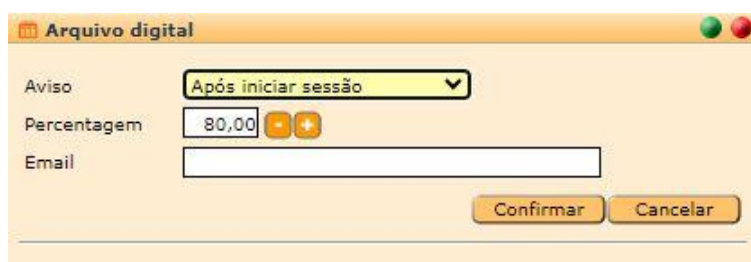 Arquivo digital
Aviso Após iniciar sessão
Percentagem 80,00 - +
Email
Confirmar Cancelar